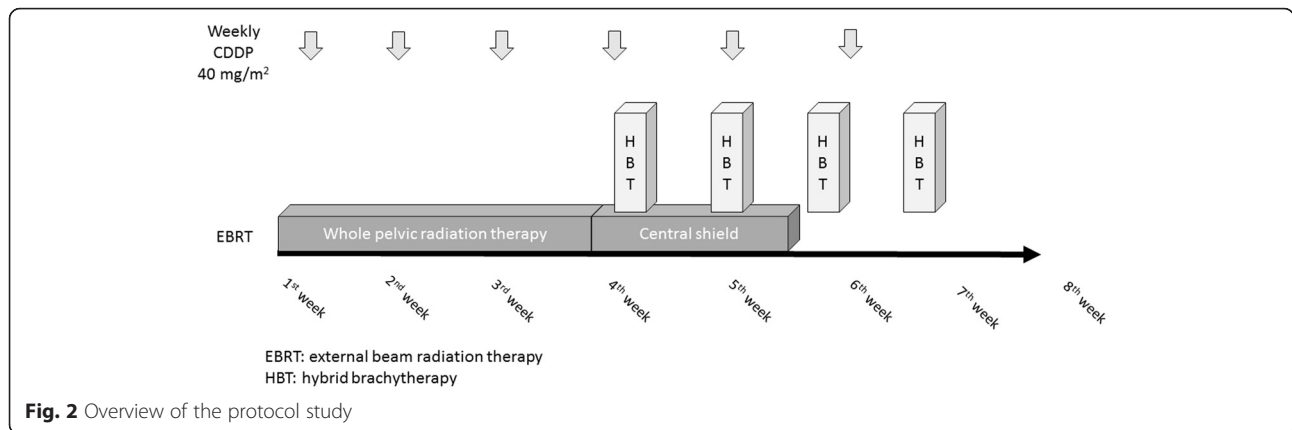 Weekly
CDDP
40 mg/m²
H
B
T
H
B
T
H
B
T
H
B
T
EBRT
Whole pelvic radiation therapy
Central shield
1st week
2nd week
3rd week
4th week
5th week
6th week
7th week
8th week
EBRT: external beam radiation therapy
HBT: hybrid brachytherapy
Fig. 2 Overview of the protocol study